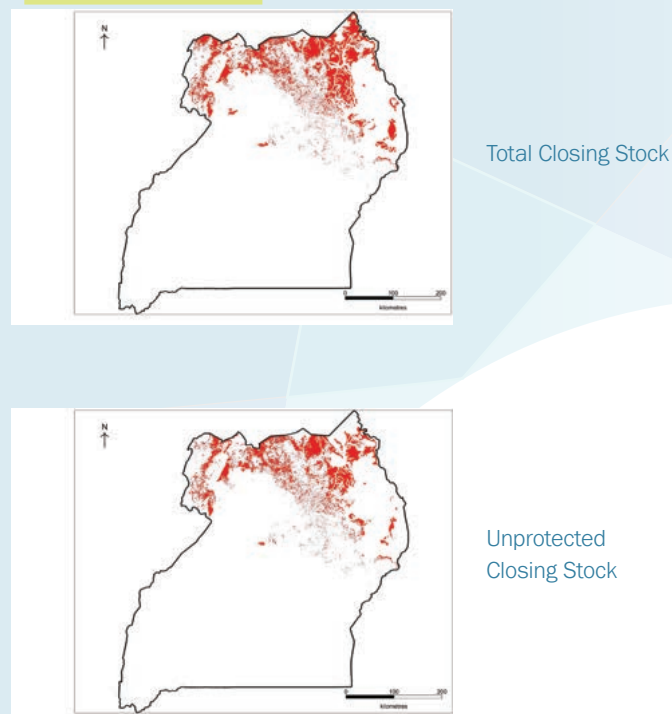 N
Total Closing Stock
0 100 200
kilometres
N
Unprotected
Closing Stock
0 100 200
kilometres